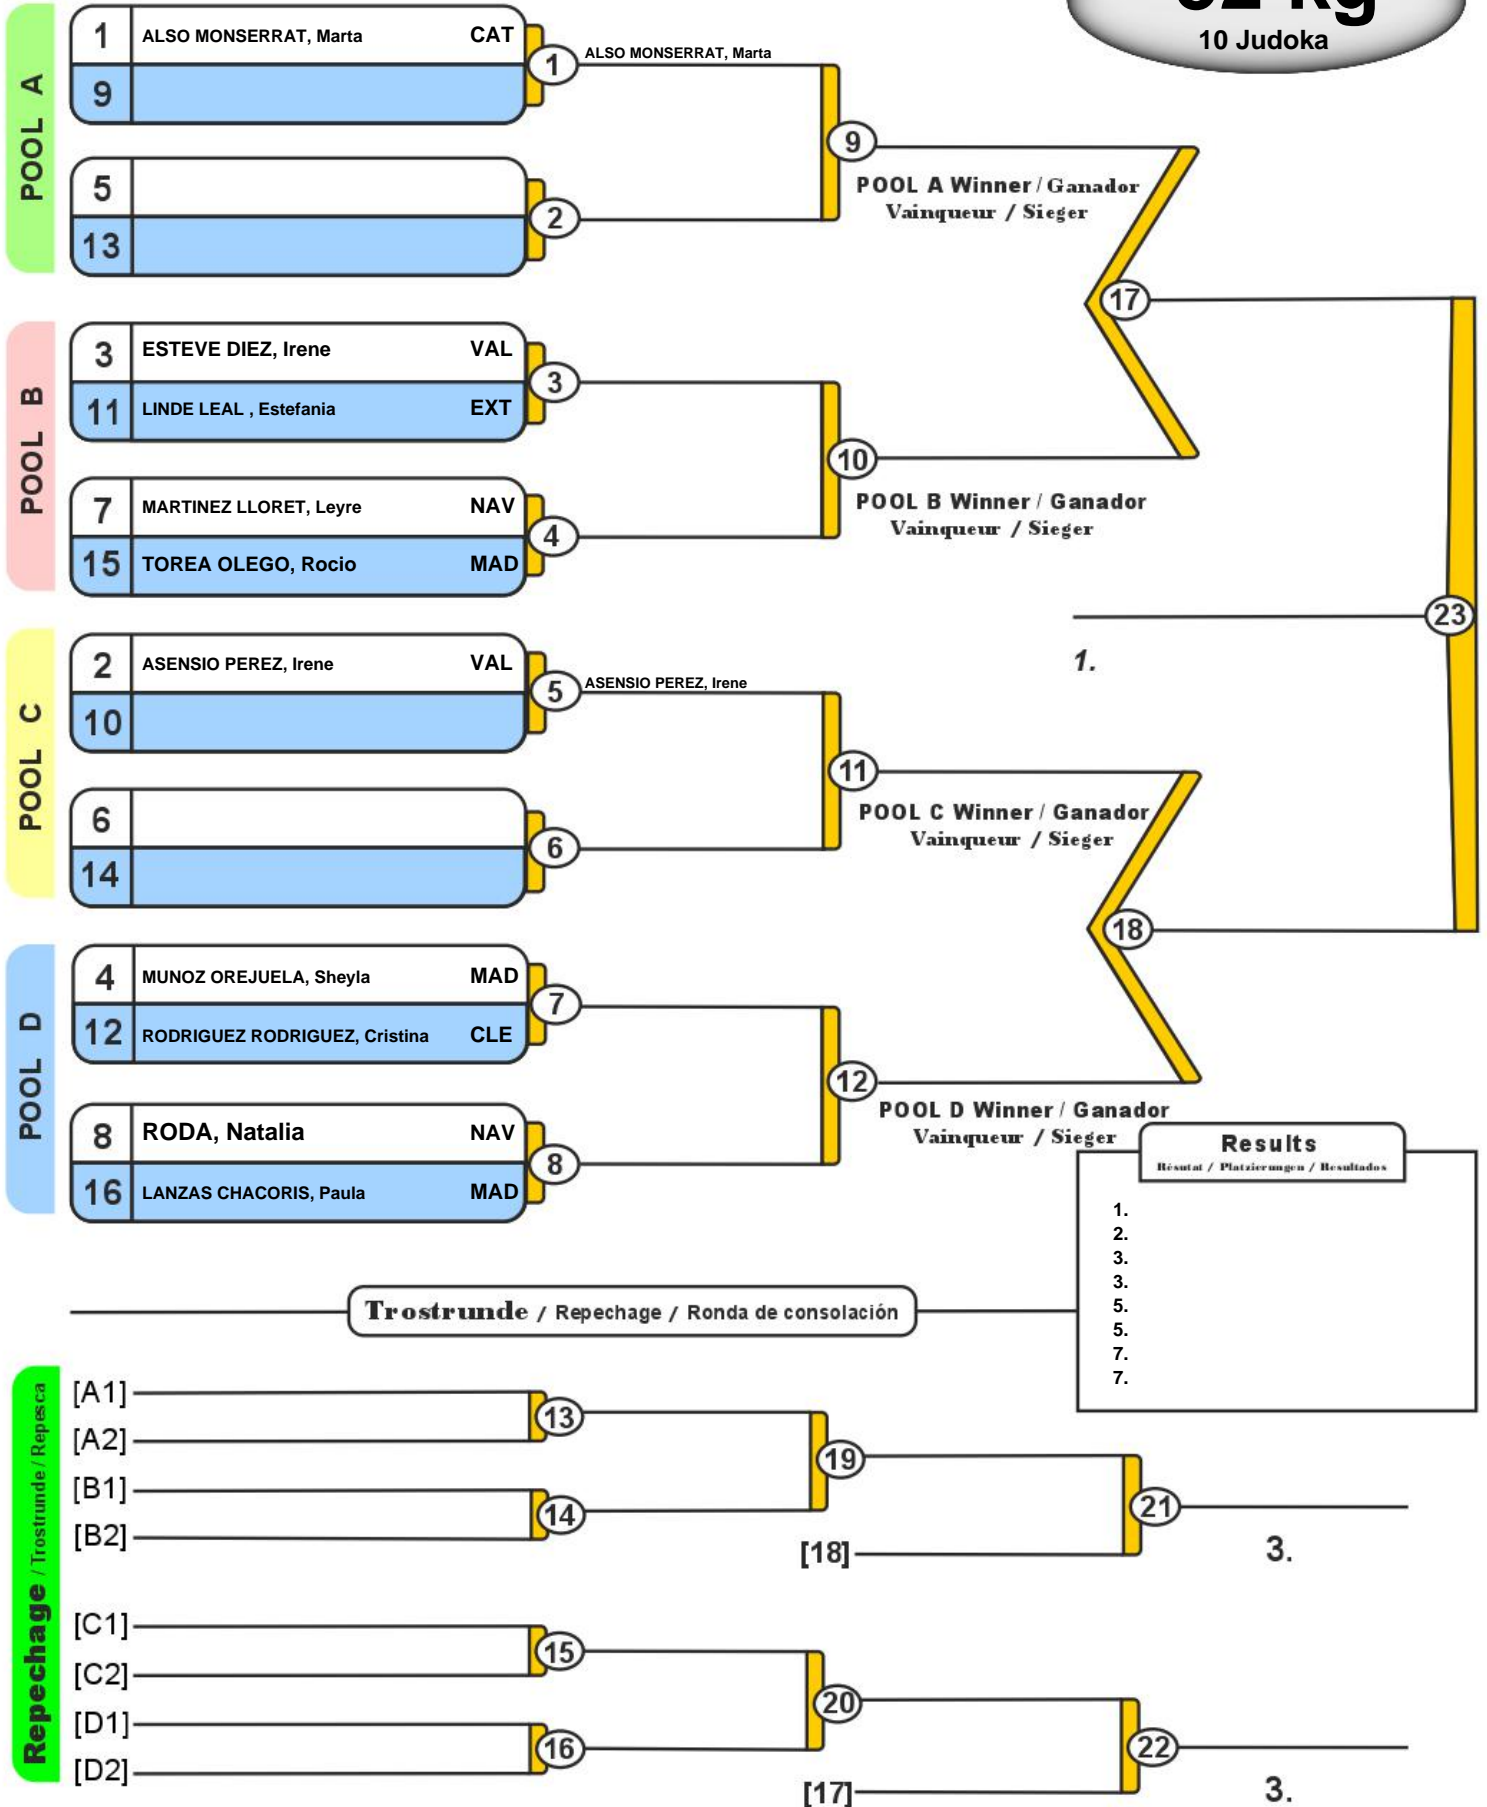 10 Judoka
POOL A
1 ALSO MONSERRAT, Marta CAT
9
1
ALSO MONSERRAT, Marta
5
13
2
9
POOL A Winner / Ganador
Vainqueur / Sieger
POOL B
3 ESTEVE DIEZ, Irene VAL
11 LINDE LEAL , Estefania EXT
3
7 MARTINEZ LLORET, Leyre NAV
15 TOREA OLEGO, Rocio MAD
4
10
POOL B Winner / Ganador
Vainqueur / Sieger
17
23
1.
POOL C
2 ASENSIO PEREZ, Irene VAL
10
5
ASENSIO PEREZ, Irene
6
14
6
11
POOL C Winner / Ganador
Vainqueur / Sieger
18
POOL D
4 MUNOZ OREJUELA, Sheyla MAD
12 RODRIGUEZ RODRIGUEZ, Cristina CLE
7
8 RODA, Natalia NAV
16 LANZAS CHACORIS, Paula MAD
8
12
POOL D Winner / Ganador
Vainqueur / Sieger
Results
Résutat / Platzierungen / Resultados
1.
2.
3.
3.
5.
5.
7.
7.
Trostrunde / Repechage / Ronda de consolación
Repechage / Trostrunde / Repesca
[A1]
[A2]
13
[B1]
[B2]
14
19
[18]
21
3.
[C1]
[C2]
15
[D1]
[D2]
16
20
[17]
22
3.